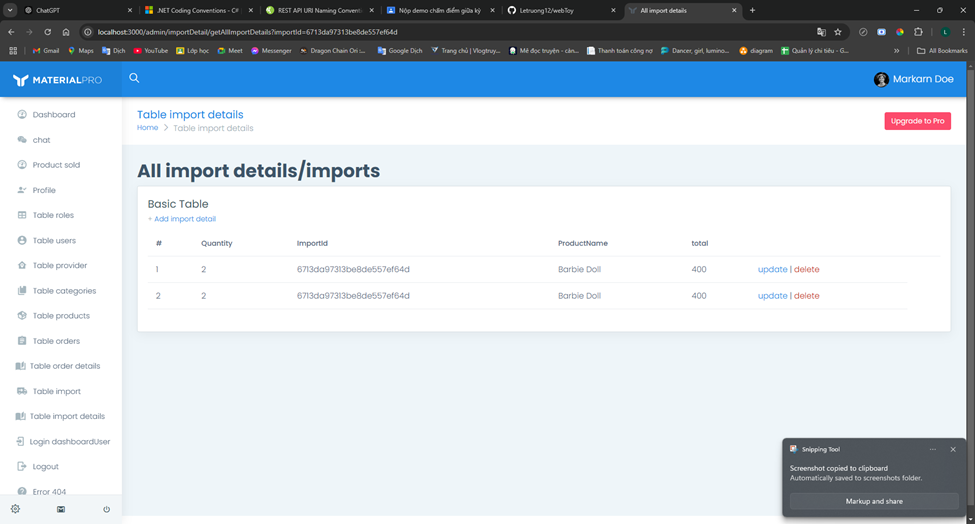 ChatGPT
.NET Coding Conventions - C#
REST API URI Naming Conventi
Nộp demo chấm điểm giữa kỳ
Letruong12/webToy
All import details
localhost:3000/admin/importDetail/getAllImportDetails?importId=6713da97313be8de557ef64d
L
Gmail
Maps
Dịch
YouTube
Lớp học
Meet
Messenger
Dragon Chain Ori :...
Google Dịch
Trang chủ | Vlogtruy...
Mê đọc truyện - căn...
Thanh toán công nợ
Dancer, girl, lumino...
diagram
Quản lý chi tiêu - G...
All Bookmarks
MATERIALPRO
Markarn Doe
Dashboard
chat
Product sold
Profile
Table roles
Table users
Table provider
Table categories
Table products
Table orders
Table order details
Table import
Table import details
Login dashboardUser
Logout
Error 404
Table import details
Home > Table import details
Upgrade to Pro
All import details/imports
Basic Table
+ Add import detail
# Quantity ImportId ProductName total
1 2 6713da97313be8de557ef64d Barbie Doll 400 update | delete
2 2 6713da97313be8de557ef64d Barbie Doll 400 update | delete
Snipping Tool
Screenshot copied to clipboard
Automatically saved to screenshots folder.
Markup and share